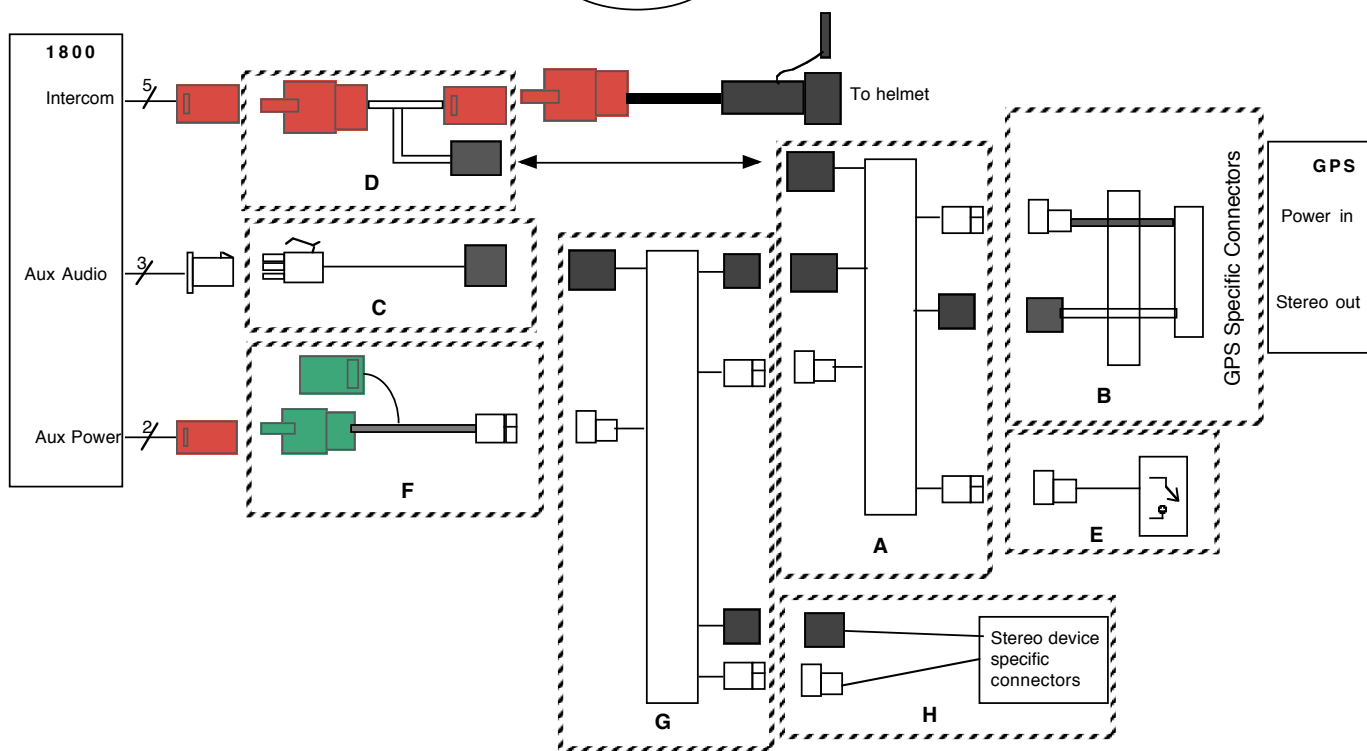 1800
Intercom
5
To helmet
D
Aux Audio
3
C
Aux Power
2
F
G
A
GPS Specific Connectors
B
GPS
Power in
Stereo out
E
Stereo device
specific
connectors
H